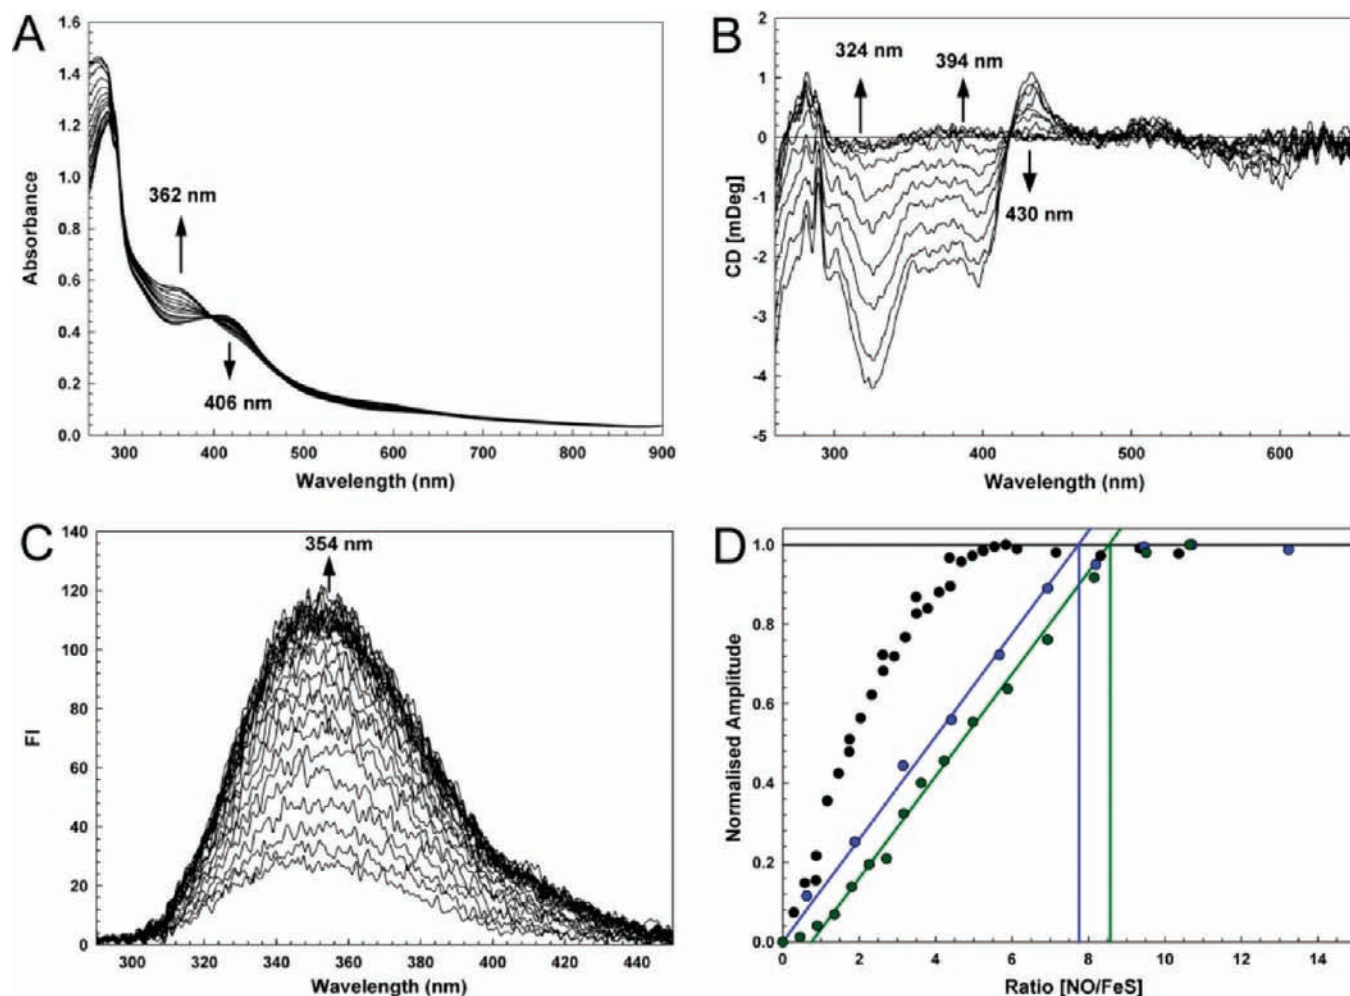 A
1.6
1.4
1.2
1.0
0.8
0.6
0.4
0.2
0.0
Absorbance
362 nm
406 nm
300 400 500 600 700 800 900
Wavelength (nm)
B
2
1
0
-1
-2
-3
-4
-5
CD [mDeg]
324 nm
394 nm
430 nm
300 400 500 600
Wavelength (nm)
C
140
120
100
80
60
40
20
0
FI
354 nm
300 320 340 360 380 400 420 440
Wavelength (nm)
D
1.0
0.8
0.6
0.4
0.2
0.0
Normalised Amplitude
0 2 4 6 8 10 12 14
Ratio [NO/FeS]